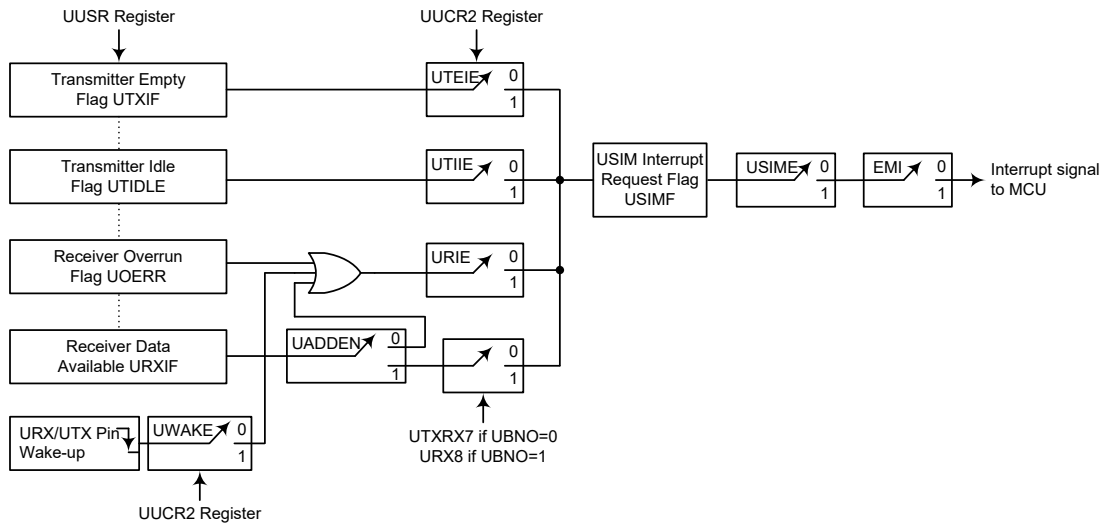 UUSR Register
UUCR2 Register
Transmitter Empty
Flag UTXIF
UTEIE
0
1
Transmitter Idle
Flag UTIDLE
UTIIE
0
1
USIM Interrupt
Request Flag
USIMF
USIME
0
1
EMI
0
1
Interrupt signal
to MCU
Receiver Overrun
Flag UOERR
URIE
0
1
Receiver Data
Available URXIF
UADDEN
0
1
0
1
URX/UTX Pin
Wake-up
UWAKE
0
1
UTXRX7 if UBNO=0
URX8 if UBNO=1
UUCR2 Register